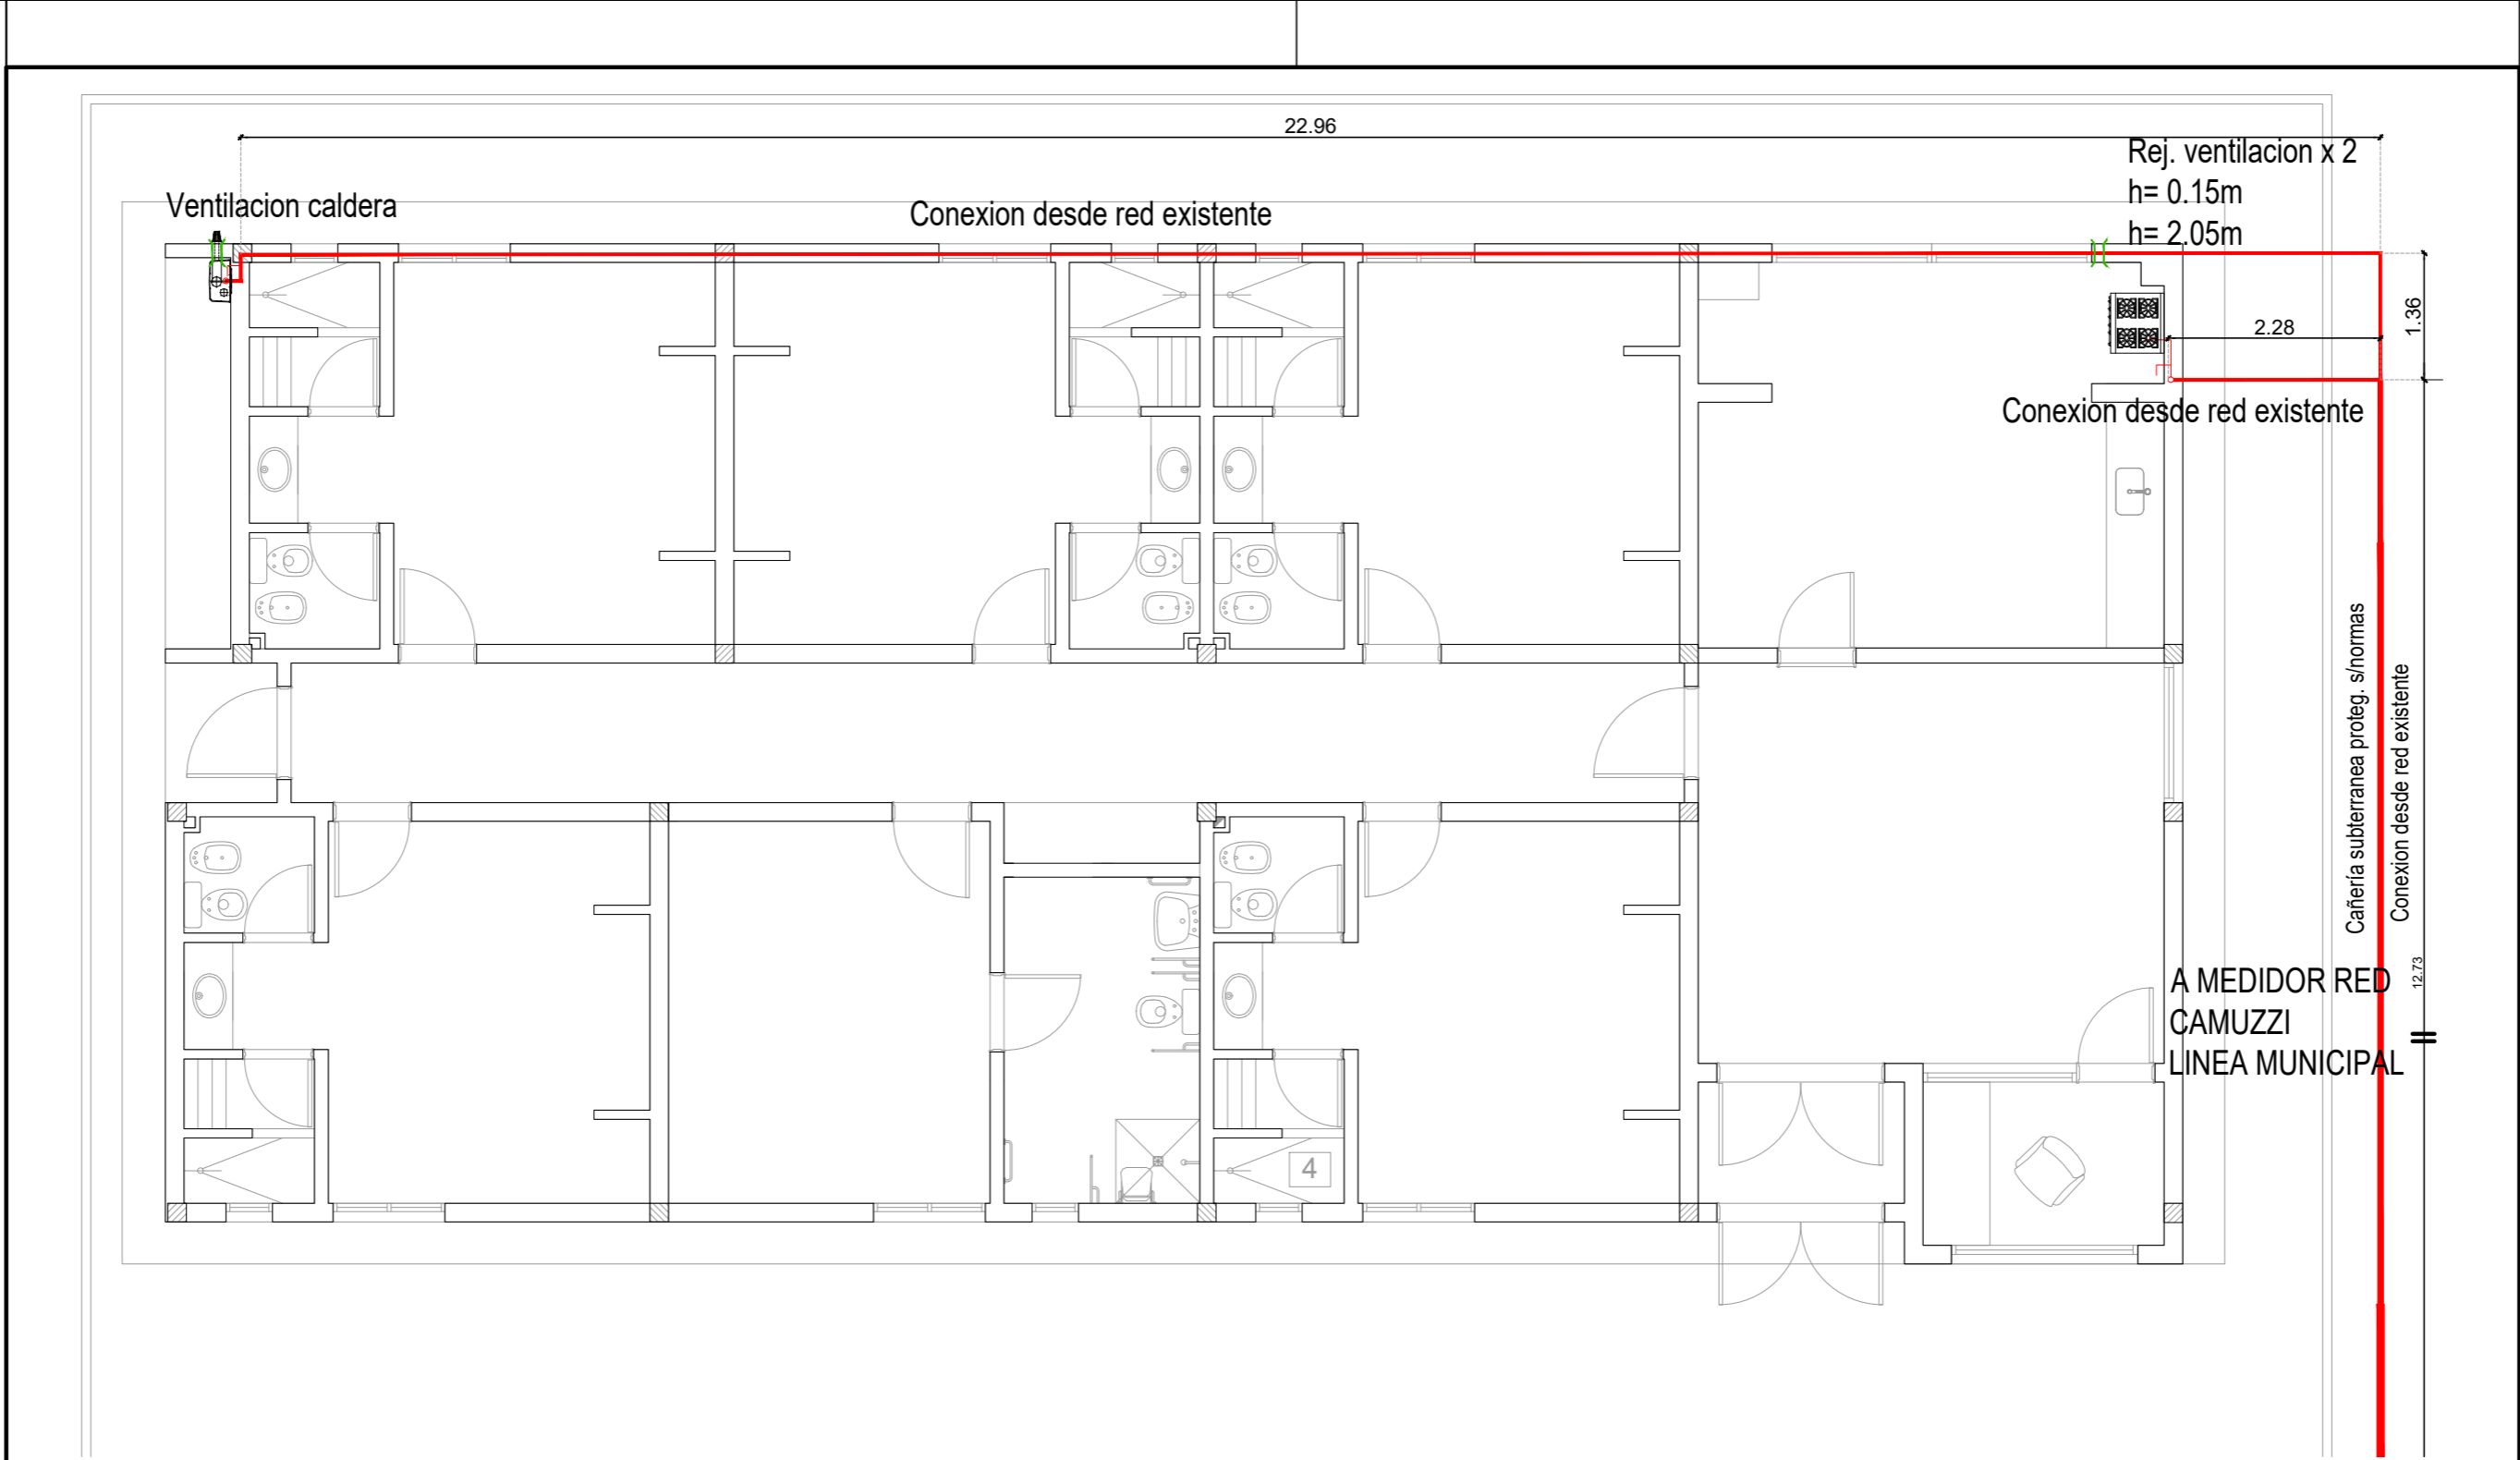 22.96
Rej. ventilacion x 2
h= 0.15m
h= 2.05m
Ventilacion caldera
Conexion desde red existente
1.36
2.28
Conexion desde red existente
Cañería subterranea proteg. s/normas
Conexion desde red existente
12.73
A MEDIDOR RED
CAMUZZI
LINEA MUNICIPAL
4